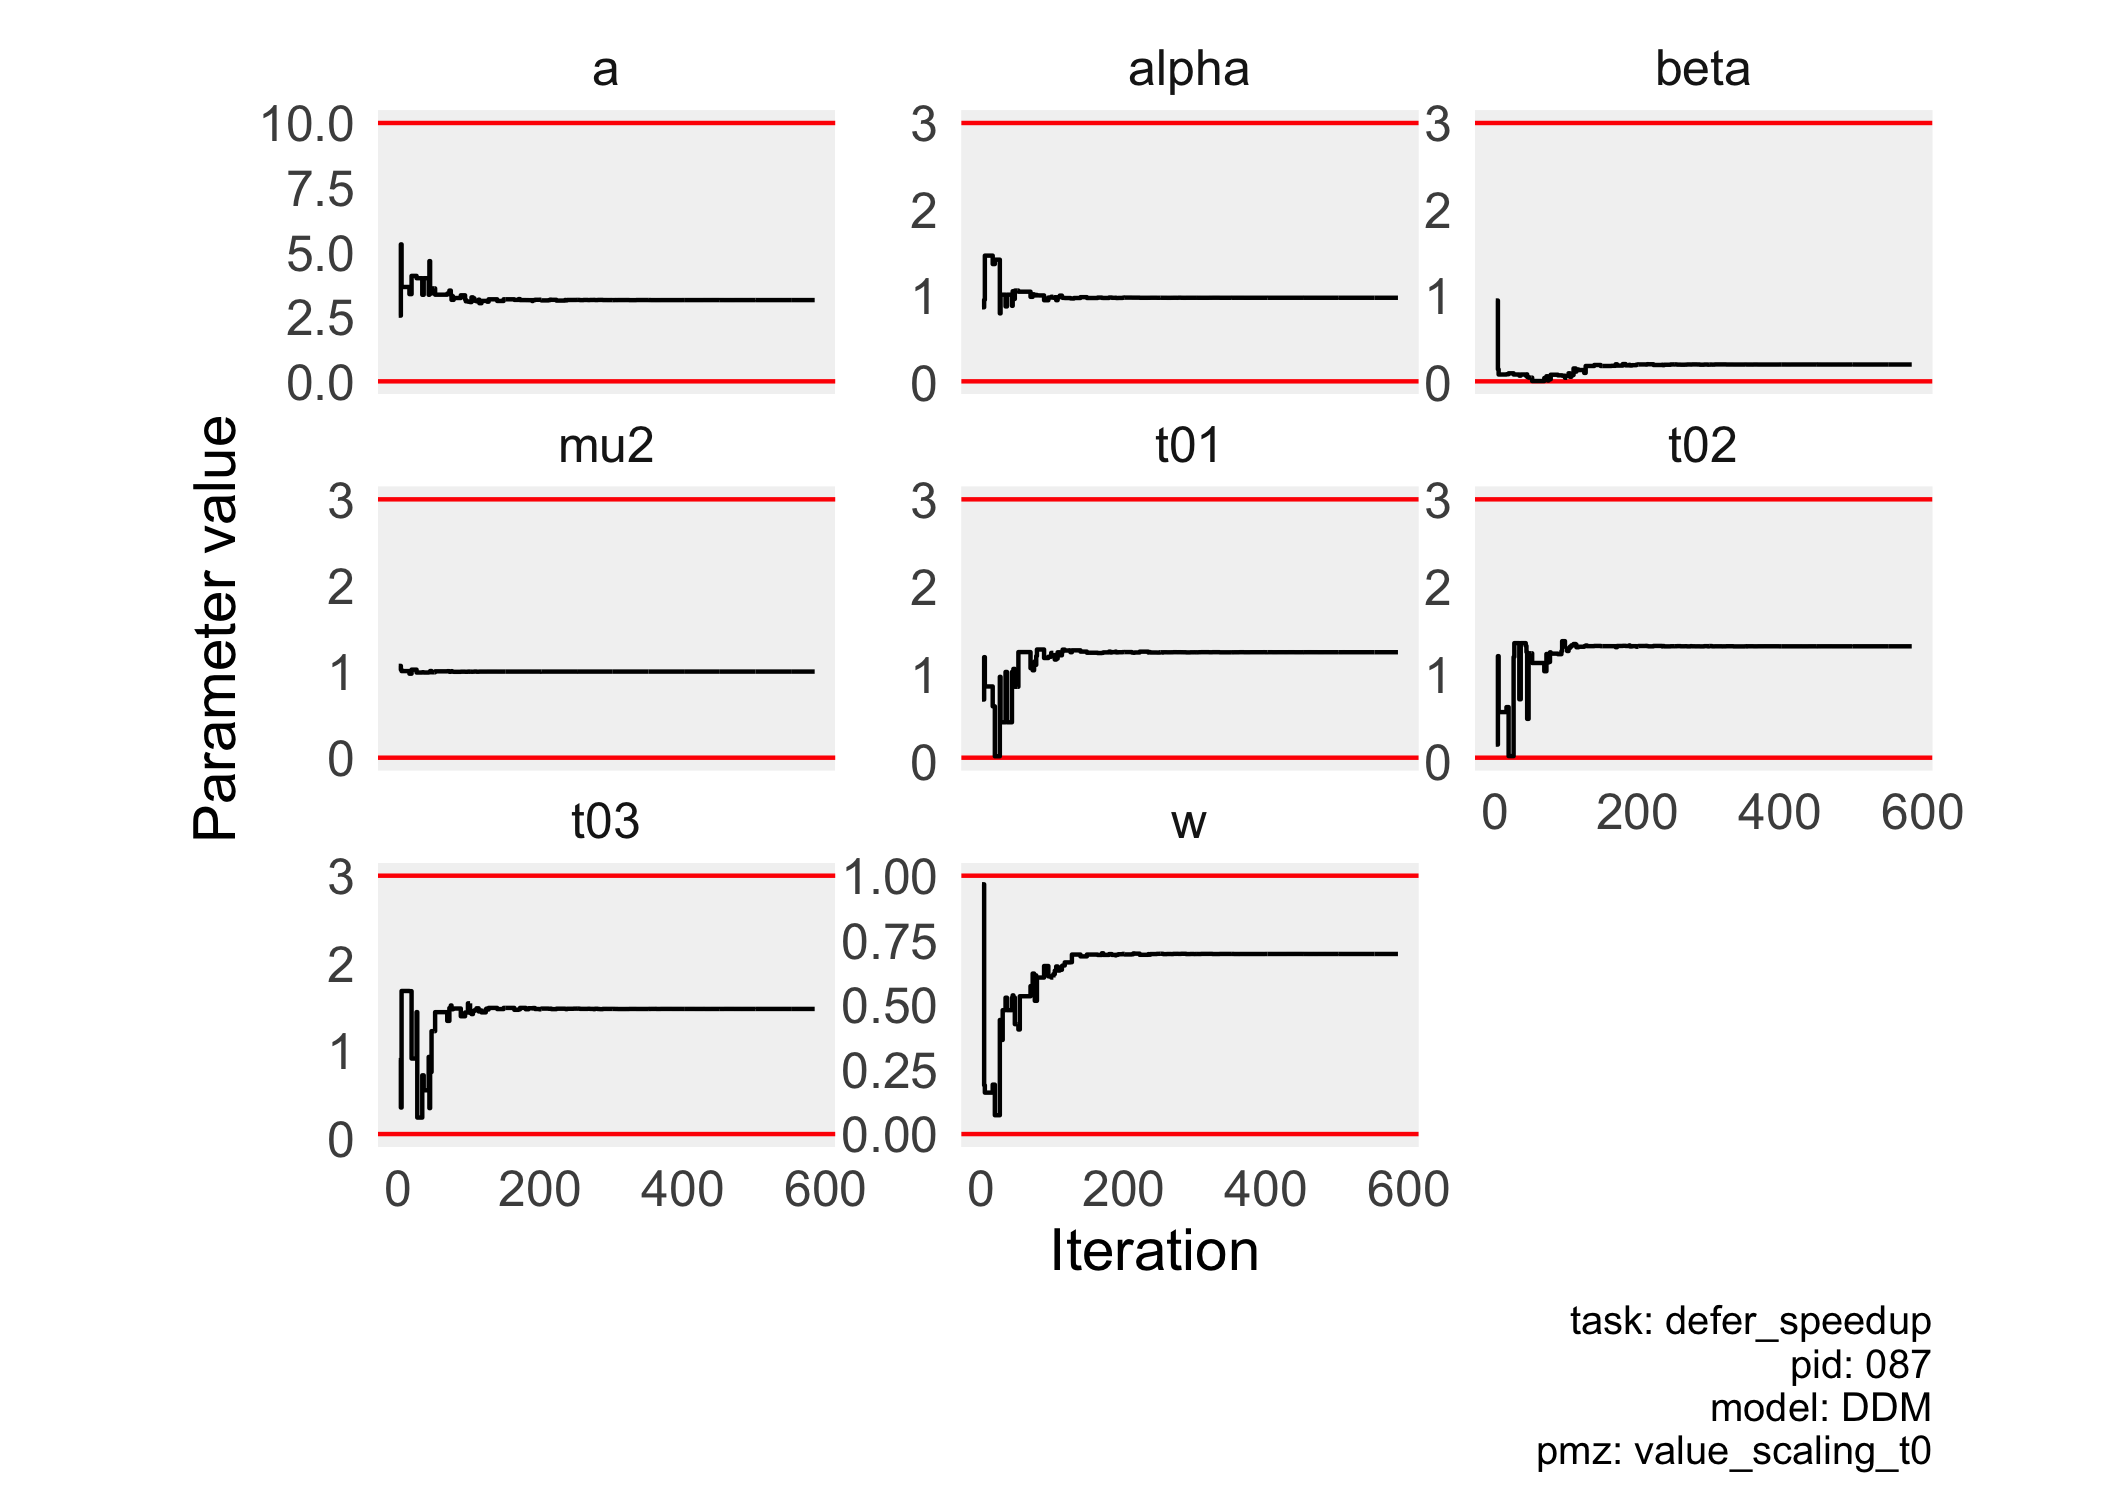 a
alpha
beta
10.0
7.5
5.0
2.5
0.0
3
2
1
0
3
2
1
0
mu2
t01
t02
3
2
1
0
3
2
1
0
3
2
1
0
0 200 400 600
t03
w
3
2
1
0
1.00
0.75
0.50
0.25
0.00
0 200 400 600
0 200 400 600
Parameter value
Iteration
task: defer_speedup
pid: 087
model: DDM
pmz: value_scaling_t0